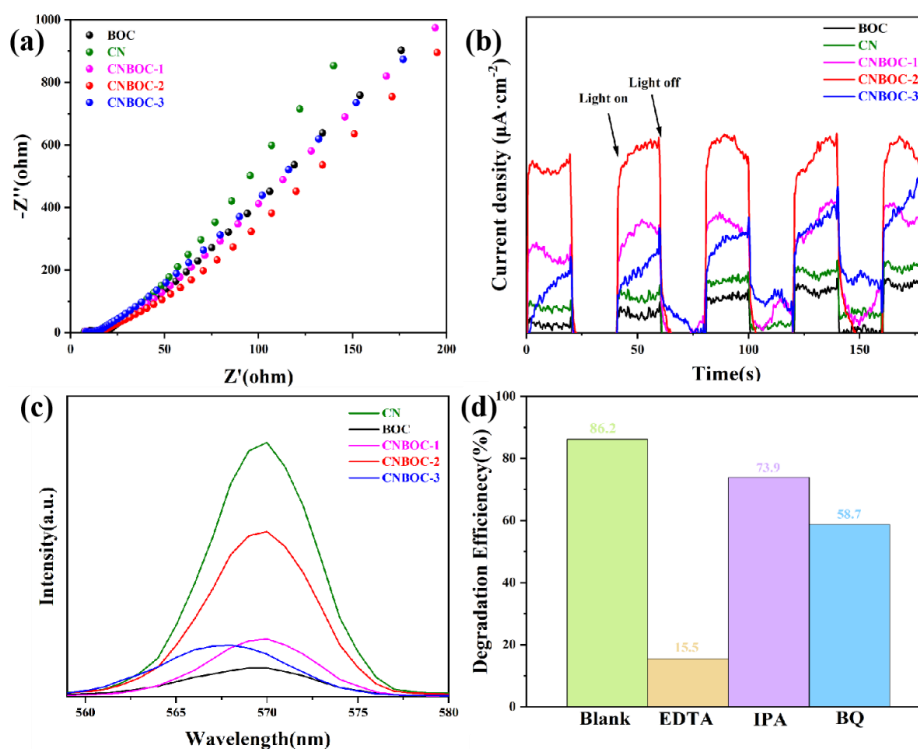 (a)
BOC
CN
CNBOC-1
CNBOC-2
CNBOC-3
1000
800
600
400
200
0
-Z''(ohm)
0 50 100 150 200
Z'(ohm)
(b)
BOC
CN
CNBOC-1
CNBOC-2
CNBOC-3
Light on
Light off
Currrent density (μA·cm⁻²)
0 50 100 150
Time(s)
(c)
CN
BOC
CNBOC-1
CNBOC-2
CNBOC-3
Intensity(a.u.)
560 565 570 575 580
Wavelength(nm)
(d)
100
80
60
40
20
0
Degradation Efficienecy(%)
86.2
15.5
73.9
58.7
Blank EDTA IPA BQ